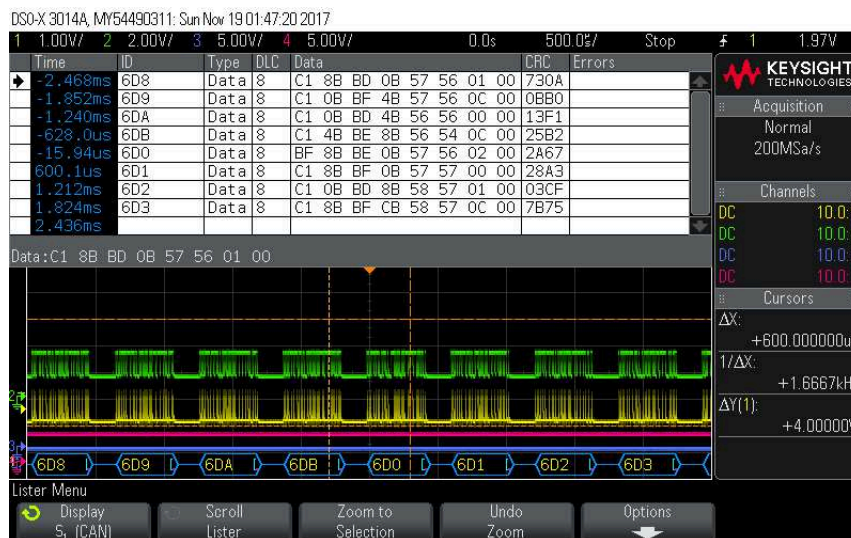 DSO-X 3014A, MY54490311: Sun Nov 19 01:47:20 2017
1 1.00V/ 2 2.00V/ 3 5.00V/ 4 5.00V/ 0.0s 500.0us/ Stop 1 1.97V
Time ID Type DLC Data CRC Errors
-2.468ms 6D8 Data 8 C1 8B BD 0B 57 56 01 00 730A
-1.852ms 6D9 Data 8 C1 0B BF 4B 57 56 0C 00 0BB0
-1.240ms 6DA Data 8 C1 0B BD 4B 56 56 00 00 13F1
-628.0us 6DB Data 8 C1 4B BE 8B 56 54 0C 00 25B2
-15.94us 6D0 Data 8 BF 8B BE 0B 57 56 02 00 2A67
600.1us 6D1 Data 8 C1 8B BF 0B 57 57 00 00 28A3
1.212ms 6D2 Data 8 C1 0B BD 8B 58 57 01 00 03CF
1.824ms 6D3 Data 8 C1 8B BF CB 58 57 0C 00 7B75
2.436ms
Data:C1 8B BD 0B 57 56 01 00
KEYSIGHT
TECHNOLOGIES
Acquisition
Normal
200MSa/s
Channels
DC 10.0:
DC 10.0:
DC 10.0:
DC 10.0:
Cursors
ΔX:
+600.000000u
1/ΔX:
+1.6667kH
ΔY(1):
+4.00000V
6D8 6D9 6DA 6DB 6D0 6D1 6D2 6D3
Lister Menu
Display
S1 (CAN)
Scroll
Lister
Zoom to
Selection
Undo
Zoom
Options